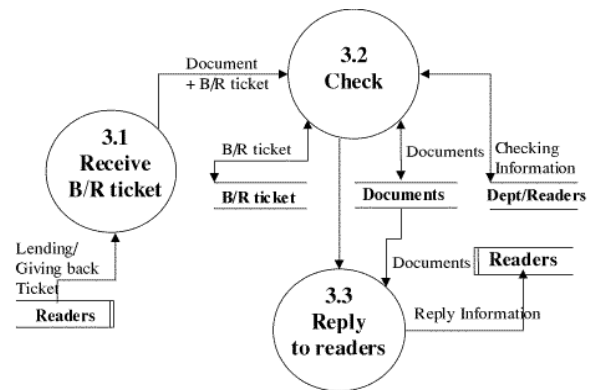 Document
+ B/R ticket
3.2
Check
3.1
Receive
B/R ticket
B/R ticket
Documents
Checking
Information
B/R ticket
Documents
Dept/Readers
Lending/
Giving back
Ticket
Readers
Documents
Readers
3.3
Reply
to readers
Reply Information